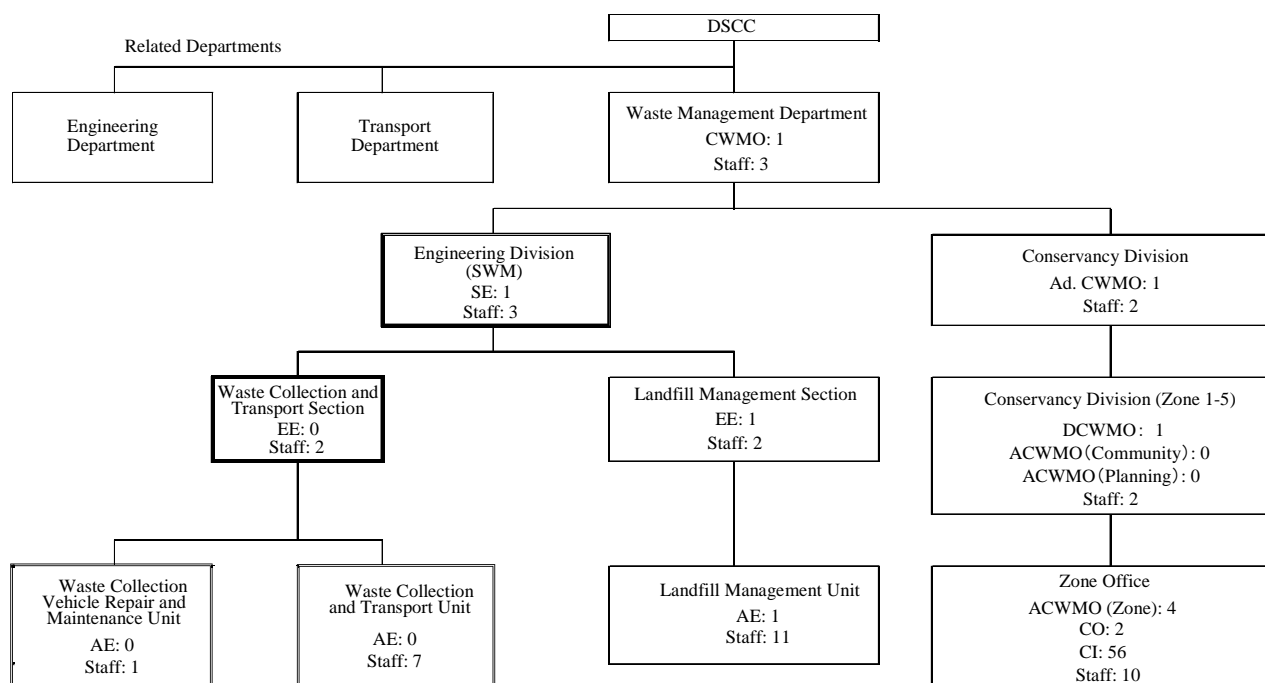 DSCC
Related Departments
Engineering
Department
Transport
Department
Waste Management Department
CWMO: 1
Staff: 3
Engineering Division
(SWM)
SE: 1
Staff: 3
Conservancy Division
Ad. CWMO: 1
Staff: 2
Waste Collection and
Transport Section
EE: 0
Staff: 2
Landfill Management Section
EE: 1
Staff: 2
Conservancy Division (Zone 1-5)
DCWMO: 1
ACWMO(Community): 0
ACWMO(Planning): 0
Staff: 2
Waste Collection
Vehicle Repair and
Maintenance Unit
AE: 0
Staff: 1
Waste Collection
and Transport Unit
AE: 0
Staff: 7
Landfill Management Unit
AE: 1
Staff: 11
Zone Office
ACWMO (Zone): 4
CO: 2
CI: 56
Staff: 10